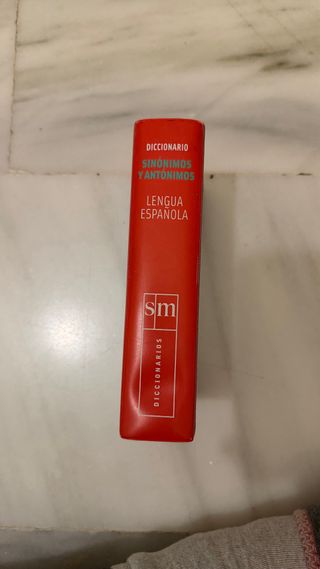 DICCIONARIO
SINÓNIMOS
Y ANTÓNIMOS
LENGUA
ESPAÑOLA
sm
DICCIONARIOS